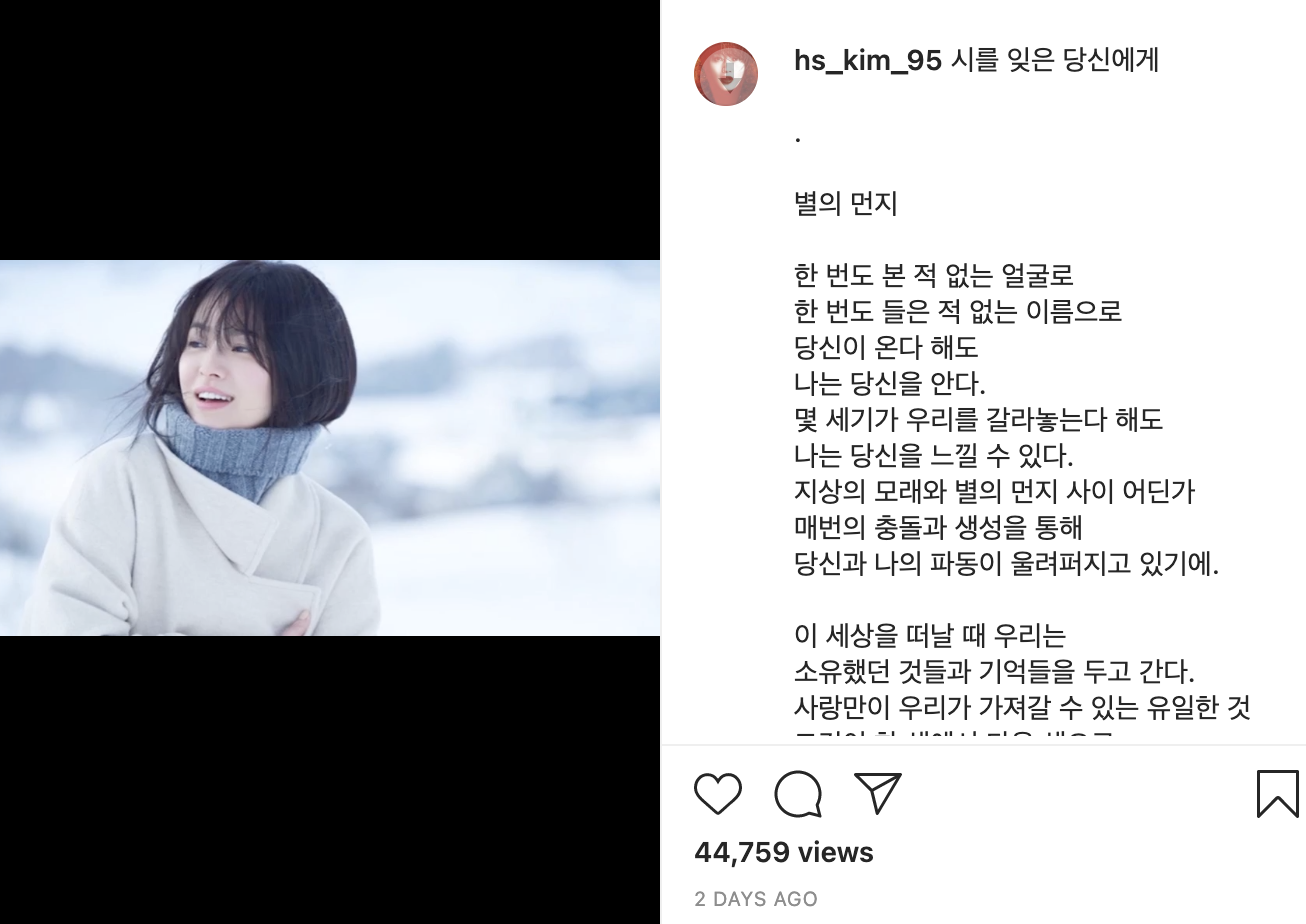 hs_kim_95 시를 잊은 당신에게
.
별의 먼지
한 번도 본 적 없는 얼굴로
한 번도 들은 적 없는 이름으로
당신이 온다 해도
나는 당신을 안다.
몇 세기가 우리를 갈라놓는다 해도
나는 당신을 느낄 수 있다.
지상의 모래와 별의 먼지 사이 어딘가
매번의 충돌과 생성을 통해
당신과 나의 파동이 울려퍼지고 있기에.
이 세상을 떠날 때 우리는
소유했던 것들과 기억들을 두고 간다.
사랑만이 우리가 가져갈 수 있는 유일한 것
44,759 views
2 DAYS AGO